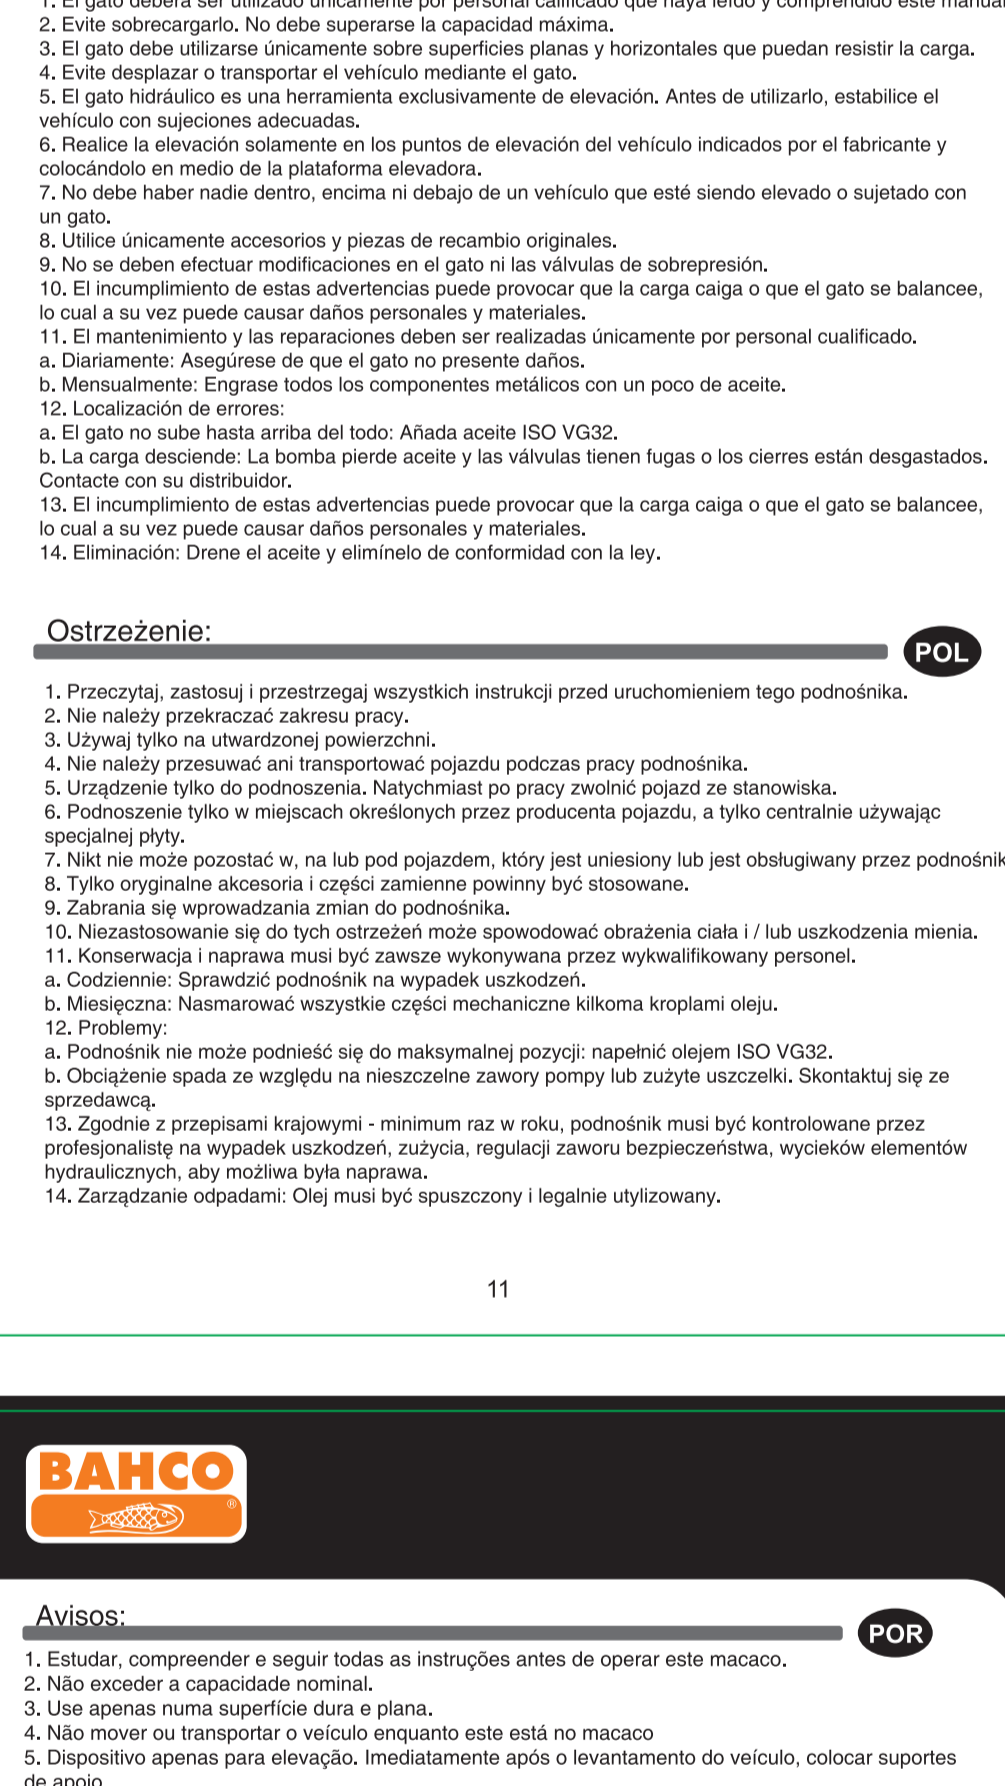 1. El gato deberá ser utilizado únicamente por personal calificado que haya leído y comprendido este manual
2. Evite sobrecargarlo. No debe superarse la capacidad máxima.
3. El gato debe utilizarse únicamente sobre superficies planas y horizontales que puedan resistir la carga.
4. Evite desplazar o transportar el vehículo mediante el gato.
5. El gato hidráulico es una herramienta exclusivamente de elevación. Antes de utilizarlo, estabilice el
vehículo con sujeciones adecuadas.
6. Realice la elevación solamente en los puntos de elevación del vehículo indicados por el fabricante y
colocándolo en medio de la plataforma elevadora.
7. No debe haber nadie dentro, encima ni debajo de un vehículo que esté siendo elevado o sujetado con
un gato.
8. Utilice únicamente accesorios y piezas de recambio originales.
9. No se deben efectuar modificaciones en el gato ni las válvulas de sobrepresión.
10. El incumplimiento de estas advertencias puede provocar que la carga caiga o que el gato se balancee,
lo cual a su vez puede causar daños personales y materiales.
11. El mantenimiento y las reparaciones deben ser realizadas únicamente por personal cualificado.
a. Diariamente: Asegúrese de que el gato no presente daños.
b. Mensualmente: Engrase todos los componentes metálicos con un poco de aceite.
12. Localización de errores:
a. El gato no sube hasta arriba del todo: Añada aceite ISO VG32.
b. La carga desciende: La bomba pierde aceite y las válvulas tienen fugas o los cierres están desgastados.
Contacte con su distribuidor.
13. El incumplimiento de estas advertencias puede provocar que la carga caiga o que el gato se balancee,
lo cual a su vez puede causar daños personales y materiales.
14. Eliminación: Drene el aceite y elimínelo de conformidad con la ley.
Ostrzeżenie:
POL
1. Przeczytaj, zastosuj i przestrzegaj wszystkich instrukcji przed uruchomieniem tego podnośnika.
2. Nie należy przekraczać zakresu pracy.
3. Używaj tylko na utwardzonej powierzchni.
4. Nie należy przesuwać ani transportować pojazdu podczas pracy podnośnika.
5. Urządzenie tylko do podnoszenia. Natychmiast po pracy zwolnić pojazd ze stanowiska.
6. Podnoszenie tylko w miejscach określonych przez producenta pojazdu, a tylko centralnie używając
specjalnej płyty.
7. Nikt nie może pozostać w, na lub pod pojazdem, który jest uniesiony lub jest obsługiwany przez podnośnik
8. Tylko oryginalne akcesoria i części zamienne powinny być stosowane.
9. Zabrania się wprowadzania zmian do podnośnika.
10. Niezastosowanie się do tych ostrzeżeń może spowodować obrażenia ciała i / lub uszkodzenia mienia.
11. Konserwacja i naprawa musi być zawsze wykonywana przez wykwalifikowany personel.
a. Codziennie: Sprawdzić podnośnik na wypadek uszkodzeń.
b. Miesięczna: Nasmarować wszystkie części mechaniczne kilkoma kroplami oleju.
12. Problemy:
a. Podnośnik nie może podnieść się do maksymalnej pozycji: napełnić olejem ISO VG32.
b. Obciążenie spada ze względu na nieszczelne zawory pompy lub zużyte uszczelki. Skontaktuj się ze
sprzedawcą.
13. Zgodnie z przepisami krajowymi - minimum raz w roku, podnośnik musi być kontrolowane przez
profesjonalistę na wypadek uszkodzeń, zużycia, regulacji zaworu bezpieczeństwa, wycieków elementów
hydraulicznych, aby możliwa była naprawa.
14. Zarządzanie odpadami: Olej musi być spuszczony i legalnie utylizowany.
11
BAHCO
®
Avisos:
POR
1. Estudar, compreender e seguir todas as instruções antes de operar este macaco.
2. Não exceder a capacidade nominal.
3. Use apenas numa superfície dura e plana.
4. Não mover ou transportar o veículo enquanto este está no macaco
5. Dispositivo apenas para elevação. Imediatamente após o levantamento do veículo, colocar suportes
de apoio